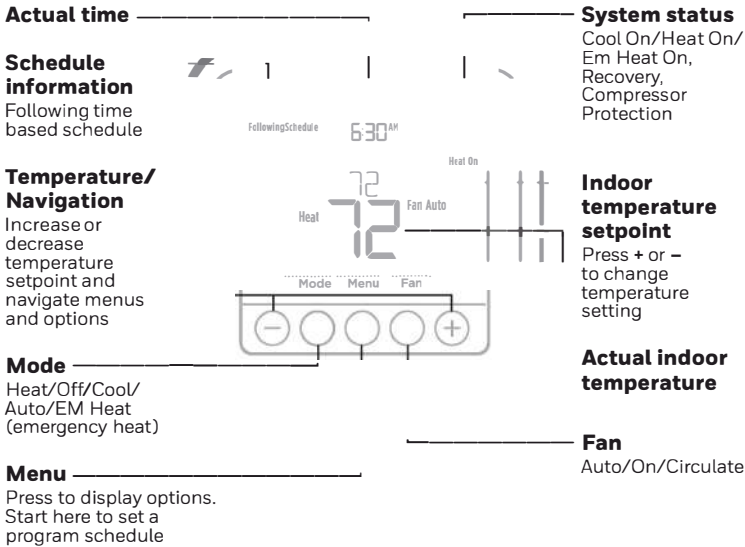 Actual time
Schedule
information
Following time
based schedule
Temperature/
Navigation
Increase or
decrease
temperature
setpoint and
navigate menus
and options
Mode
Heat/Off/Cool/
Auto/EM Heat
(emergency heat)
Menu
Press to display options.
Start here to set a
program schedule
FollowingSchedule 6:30 AM
Heat On
72
Heat 72 Fan Auto
Mode Menu Fan
− +
System status
Cool On/Heat On/
Em Heat On,
Recovery,
Compressor
Protection
Indoor
temperature
setpoint
Press + or –
to change
temperature
setting
Actual indoor
temperature
Fan
Auto/On/Circulate